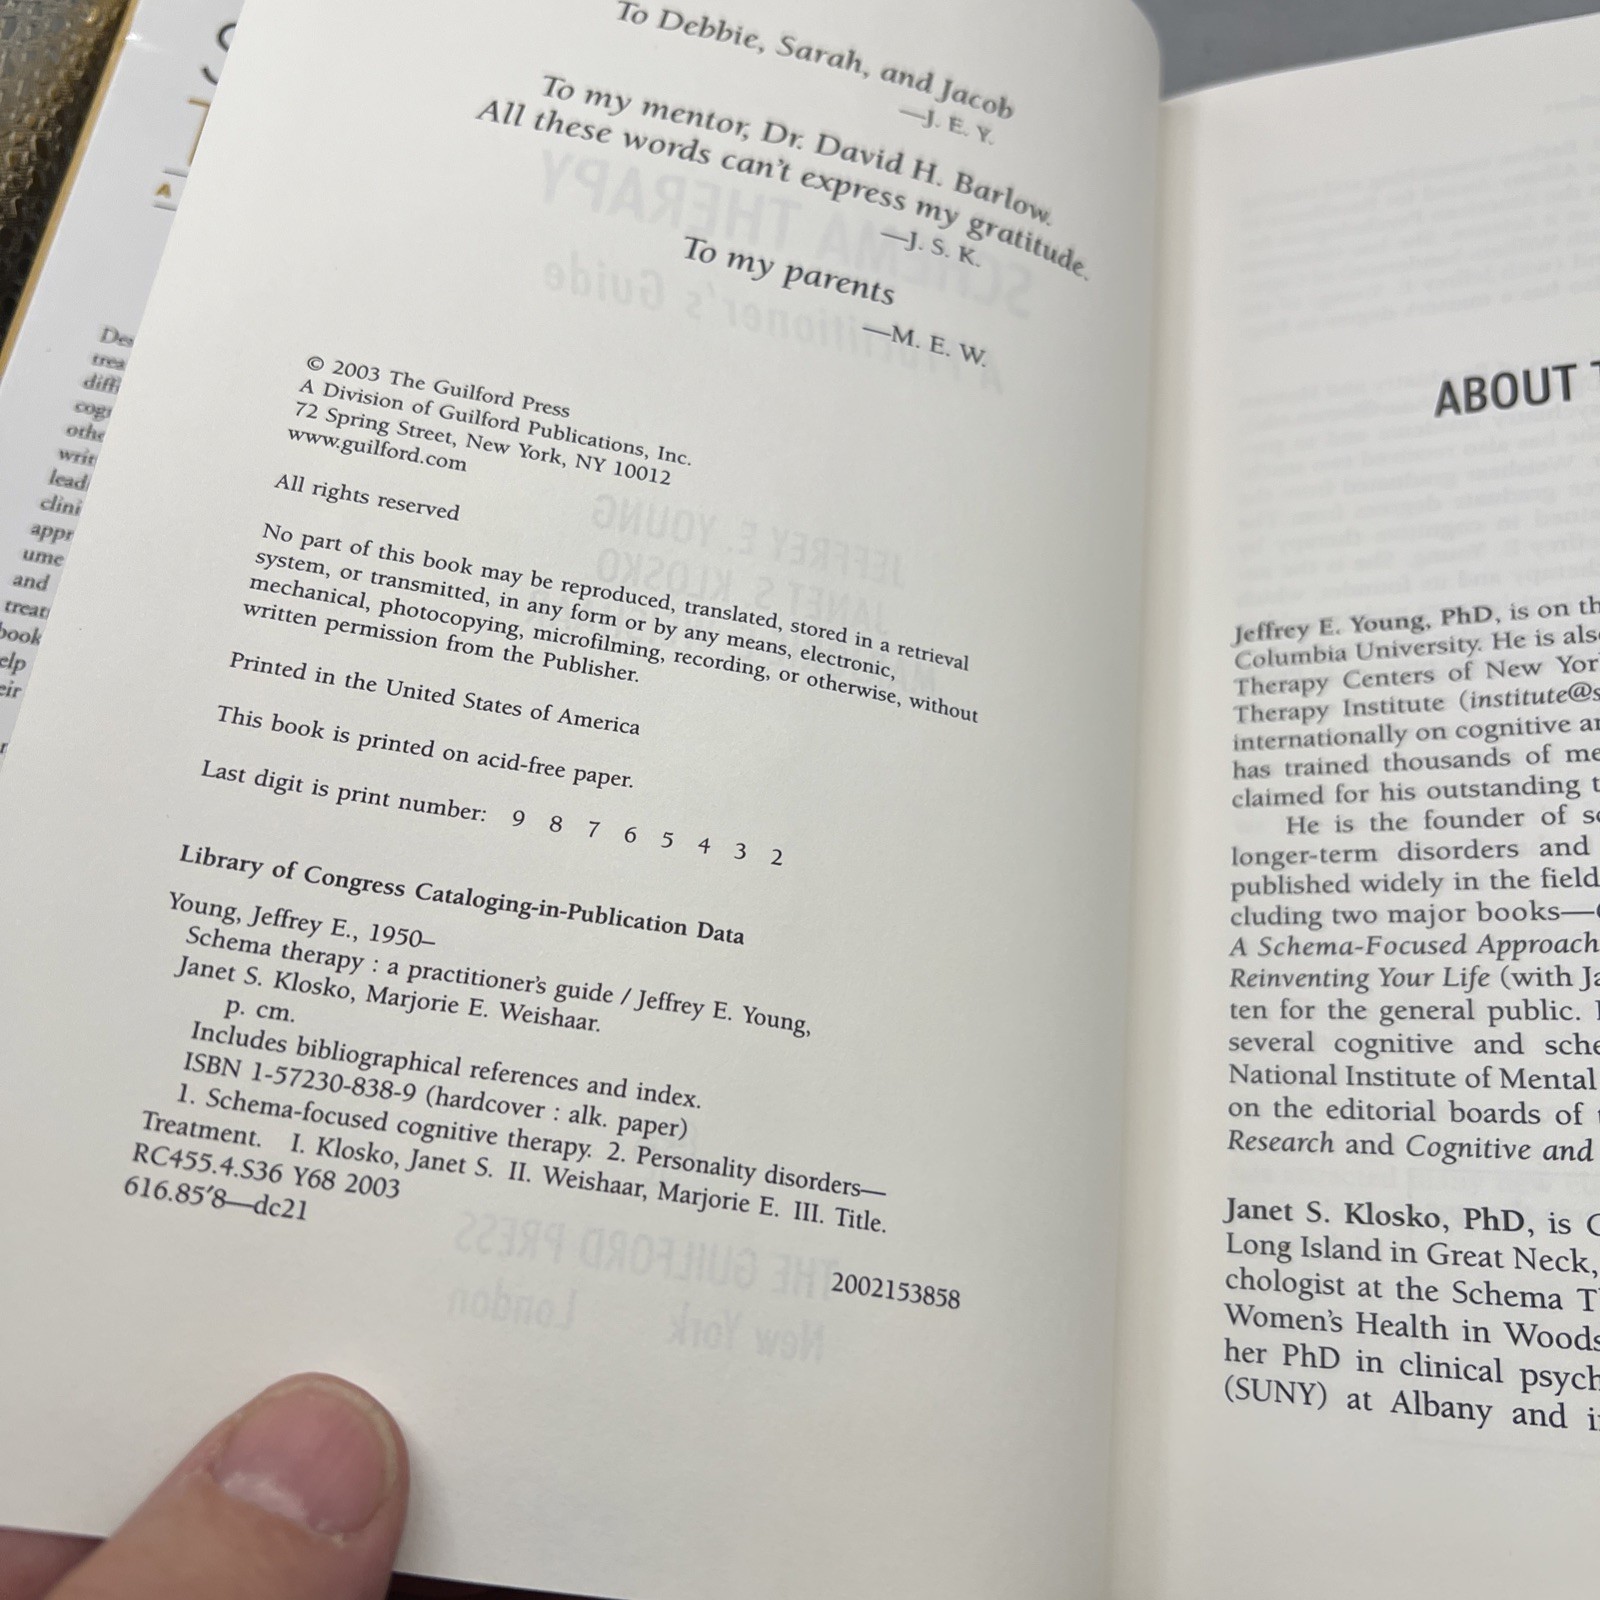 To Debbie, Sarah, and Jacob
—J. E. Y.
To my mentor, Dr. David H. Barlow.
All these words can't express my gratitude.
—J. S. K.
To my parents
—M. E. W.
© 2003 The Guilford Press
A Division of Guilford Publications, Inc.
72 Spring Street, New York, NY 10012
www.guilford.com
All rights reserved
No part of this book may be reproduced, translated, stored in a retrieval
system, or transmitted, in any form or by any means, electronic,
mechanical, photocopying, microfilming, recording, or otherwise, without
written permission from the Publisher.
Printed in the United States of America
This book is printed on acid-free paper.
Last digit is print number: 9 8 7 6 5 4 3 2
Library of Congress Cataloging-in-Publication Data
Young, Jeffrey E., 1950–
Schema therapy : a practitioner's guide / Jeffrey E. Young,
Janet S. Klosko, Marjorie E. Weishaar.
p. cm.
Includes bibliographical references and index.
ISBN 1-57230-838-9 (hardcover : alk. paper)
1. Schema-focused cognitive therapy. 2. Personality disorders—
Treatment. I. Klosko, Janet S. II. Weishaar, Marjorie E. III. Title.
RC455.4.S36 Y68 2003
616.85′8—dc21
2002153858
ABOUT
Jeffrey E. Young, PhD, is on
Columbia University. He is
Therapy Centers of New
Therapy Institute (institute@s
internationally on cognitive
has trained thousands of
claimed for his outstanding
He is the founder of
longer-term disorders and
published widely in the field
cluding two major books—
A Schema-Focused Approach
Reinventing Your Life (with
ten for the general public.
several cognitive and
National Institute of Mental
on the editorial boards of
Research and Cognitive and
Janet S. Klosko, PhD, is
Long Island in Great Neck,
chologist at the Schema
Women's Health in
her PhD in clinical
(SUNY) at Albany and